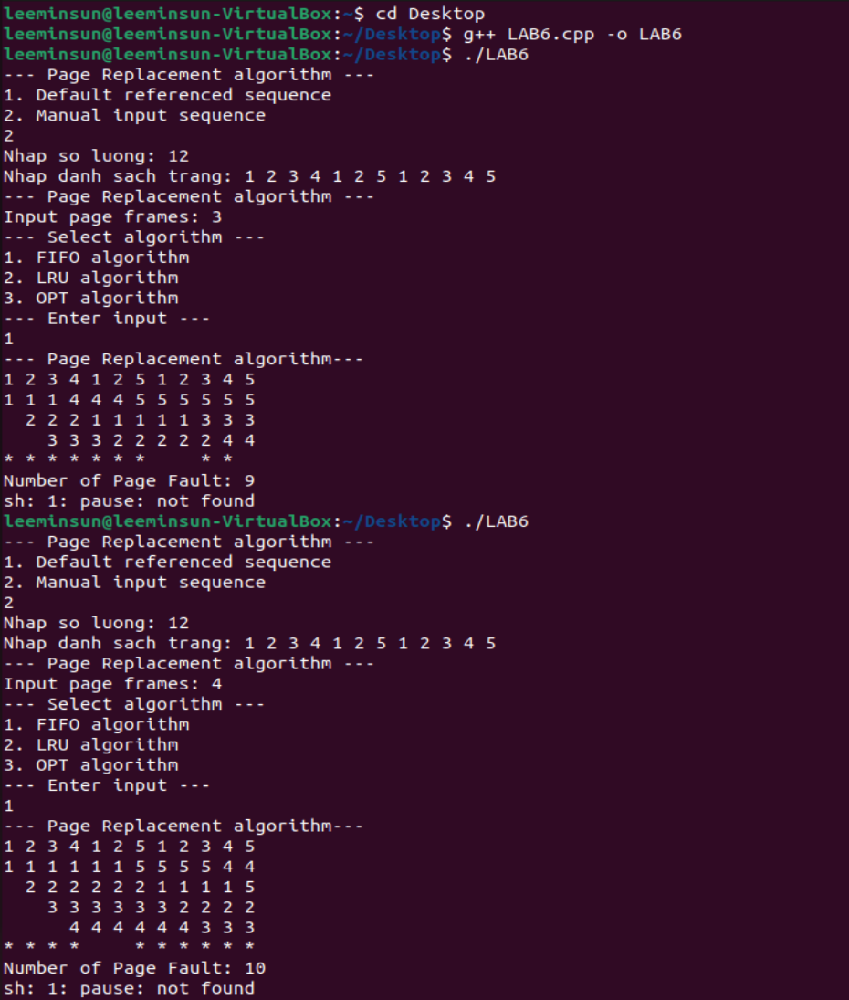 leeminsun@leeminsun-VirtualBox:~$ cd Desktop
leeminsun@leeminsun-VirtualBox:~/Desktop$ g++ LAB6.cpp -o LAB6
leeminsun@leeminsun-VirtualBox:~/Desktop$ ./LAB6
--- Page Replacement algorithm ---
1. Default referenced sequence
2. Manual input sequence
2
Nhap so luong: 12
Nhap danh sach trang: 1 2 3 4 1 2 5 1 2 3 4 5
--- Page Replacement algorithm ---
Input page frames: 3
--- Select algorithm ---
1. FIFO algorithm
2. LRU algorithm
3. OPT algorithm
--- Enter input ---
1
--- Page Replacement algorithm---
1 2 3 4 1 2 5 1 2 3 4 5
1 1 1 4 4 4 5 5 5 5 5 5
  2 2 2 1 1 1 1 1 3 3 3
    3 3 3 2 2 2 2 2 4 4
* * * * * * *     * *
Number of Page Fault: 9
sh: 1: pause: not found
leeminsun@leeminsun-VirtualBox:~/Desktop$ ./LAB6
--- Page Replacement algorithm ---
1. Default referenced sequence
2. Manual input sequence
2
Nhap so luong: 12
Nhap danh sach trang: 1 2 3 4 1 2 5 1 2 3 4 5
--- Page Replacement algorithm ---
Input page frames: 4
--- Select algorithm ---
1. FIFO algorithm
2. LRU algorithm
3. OPT algorithm
--- Enter input ---
1
--- Page Replacement algorithm---
1 2 3 4 1 2 5 1 2 3 4 5
1 1 1 1 1 1 5 5 5 5 4 4
  2 2 2 2 2 2 1 1 1 1 5
    3 3 3 3 3 3 2 2 2 2
      4 4 4 4 4 4 3 3 3
* * * *     * * * * * *
Number of Page Fault: 10
sh: 1: pause: not found